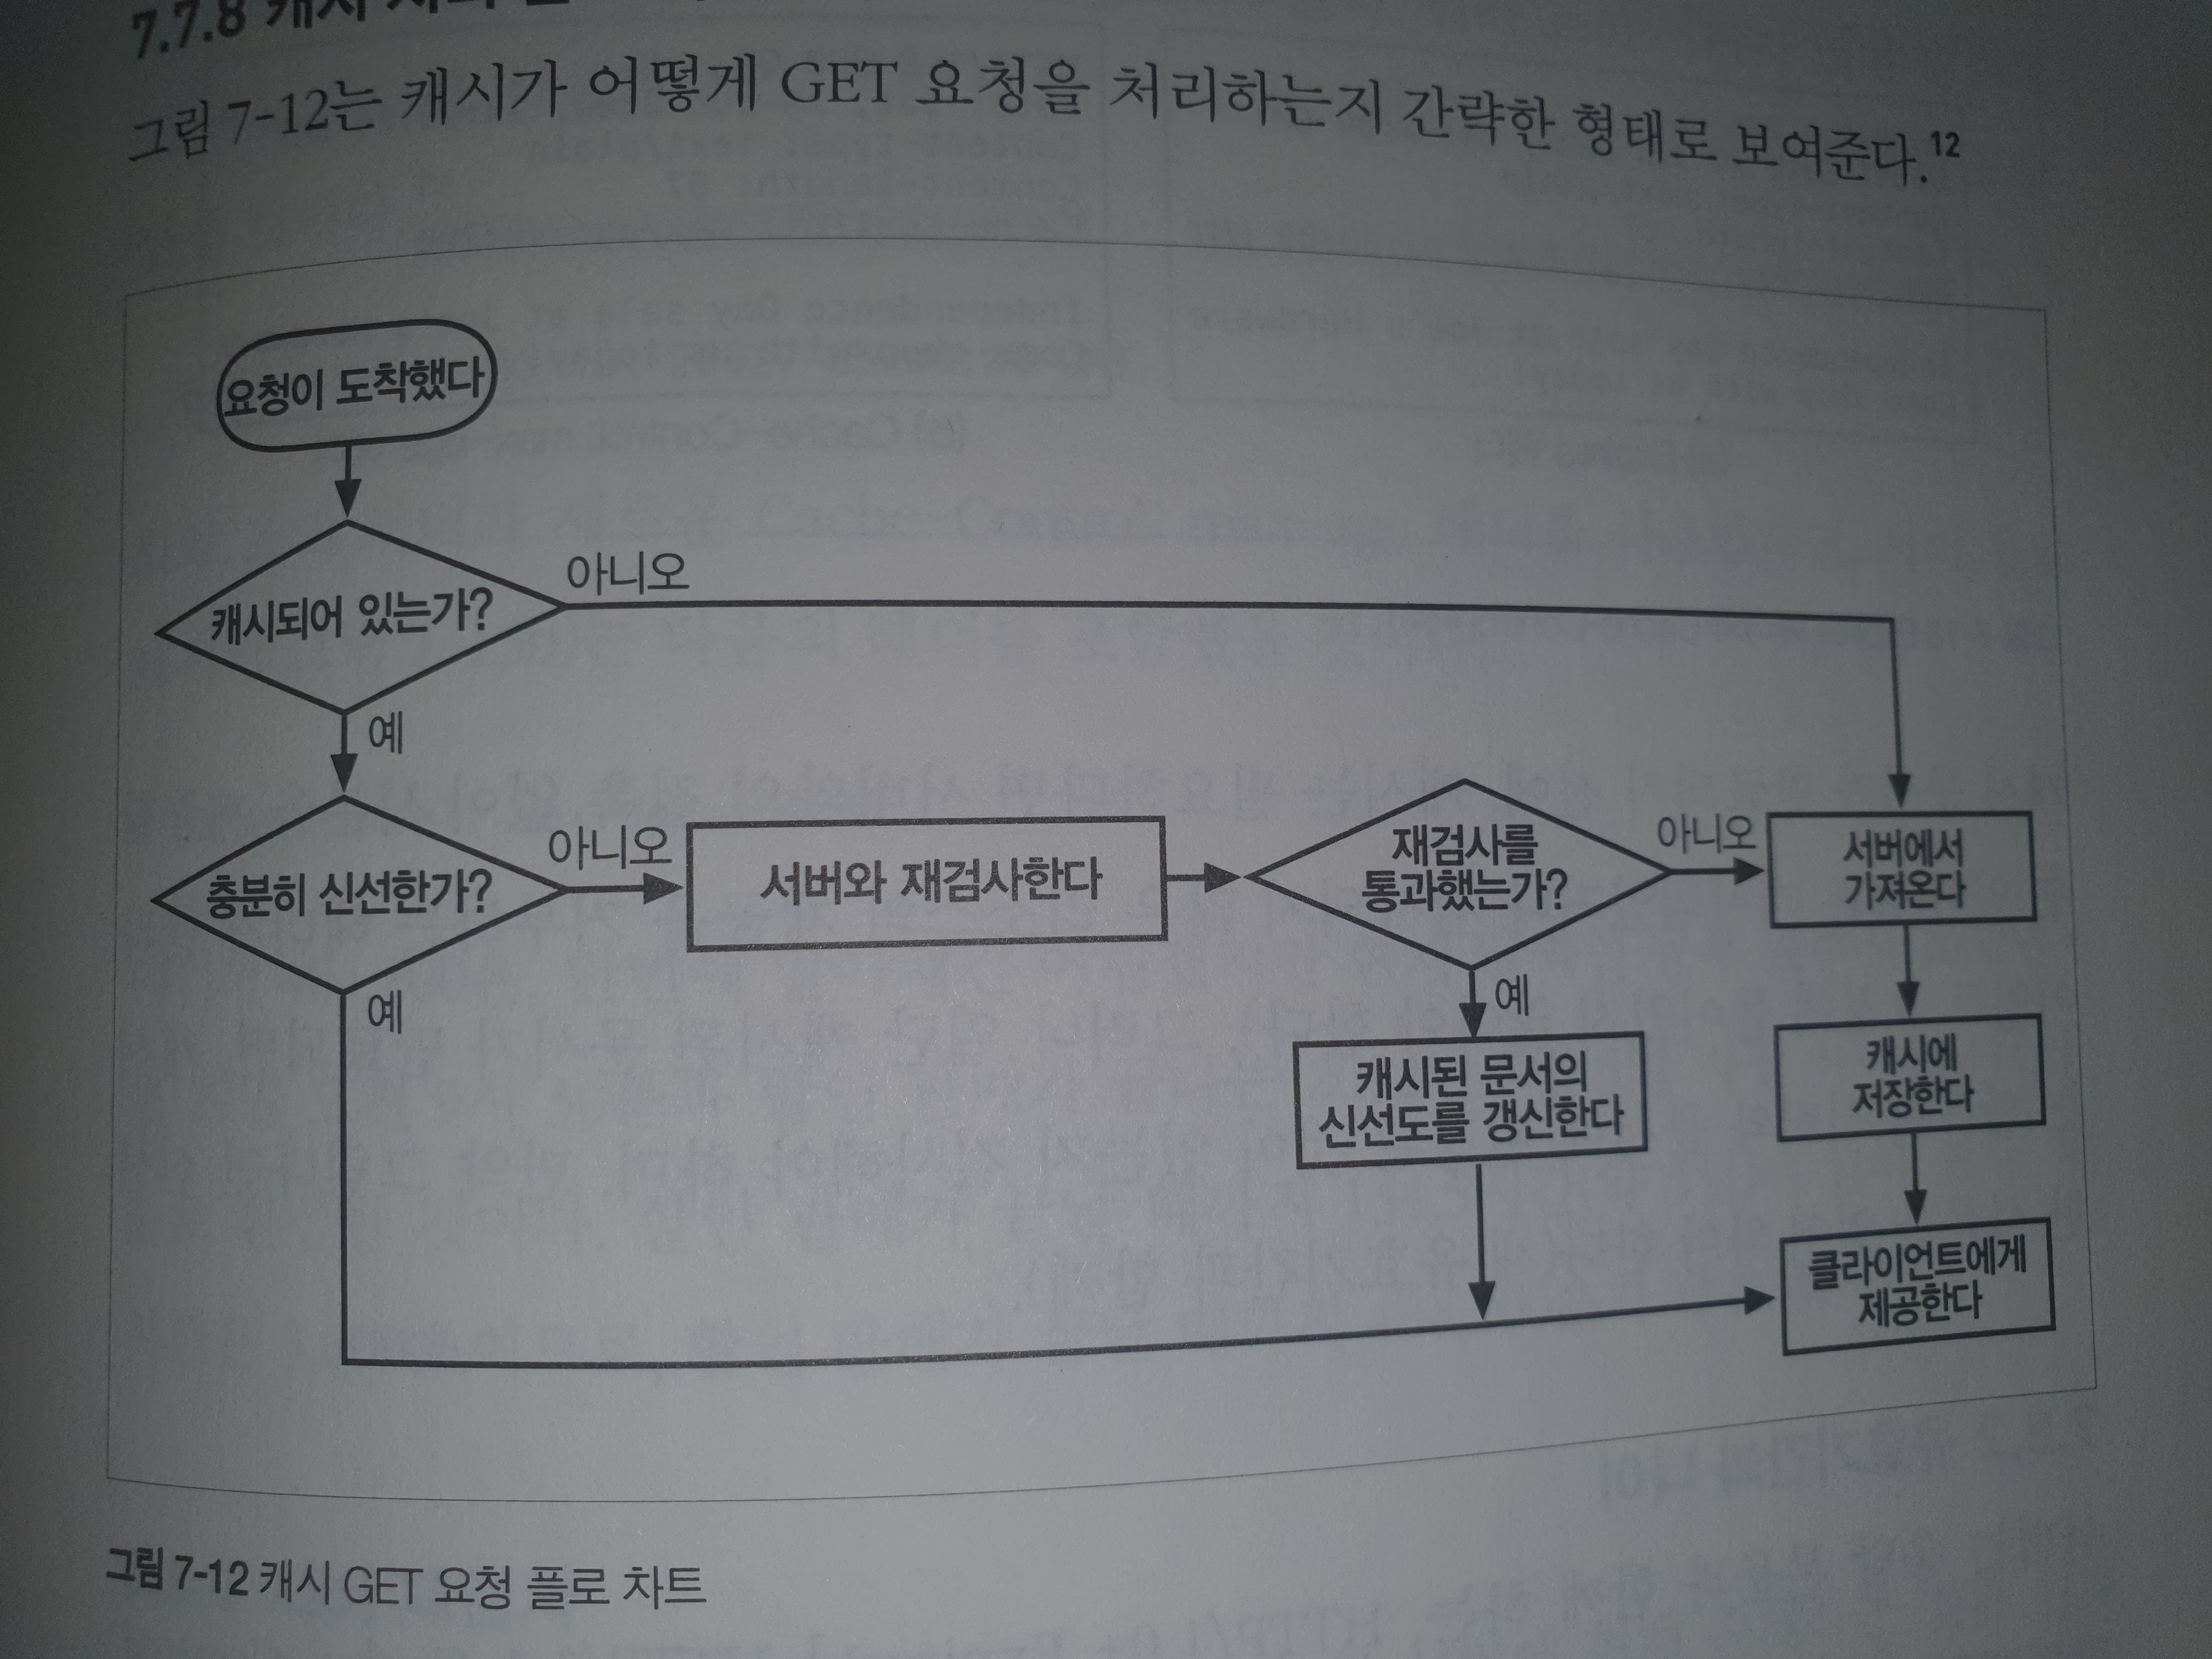 7.7.8 캐시
그림 7-12는 캐시가 어떻게 GET 요청을 처리하는지 간략한 형태로 보여준다.12
요청이 도착했다
캐시되어 있는가?
아니오
예
충분히 신선한가?
아니오
서버와 재검사한다
재검사를
통과했는가?
아니오
서버에서
가져온다
예
예
캐시된 문서의
신선도를 갱신한다
캐시에
저장한다
클라이언트에게
제공한다
그림 7-12 캐시 GET 요청 플로 차트